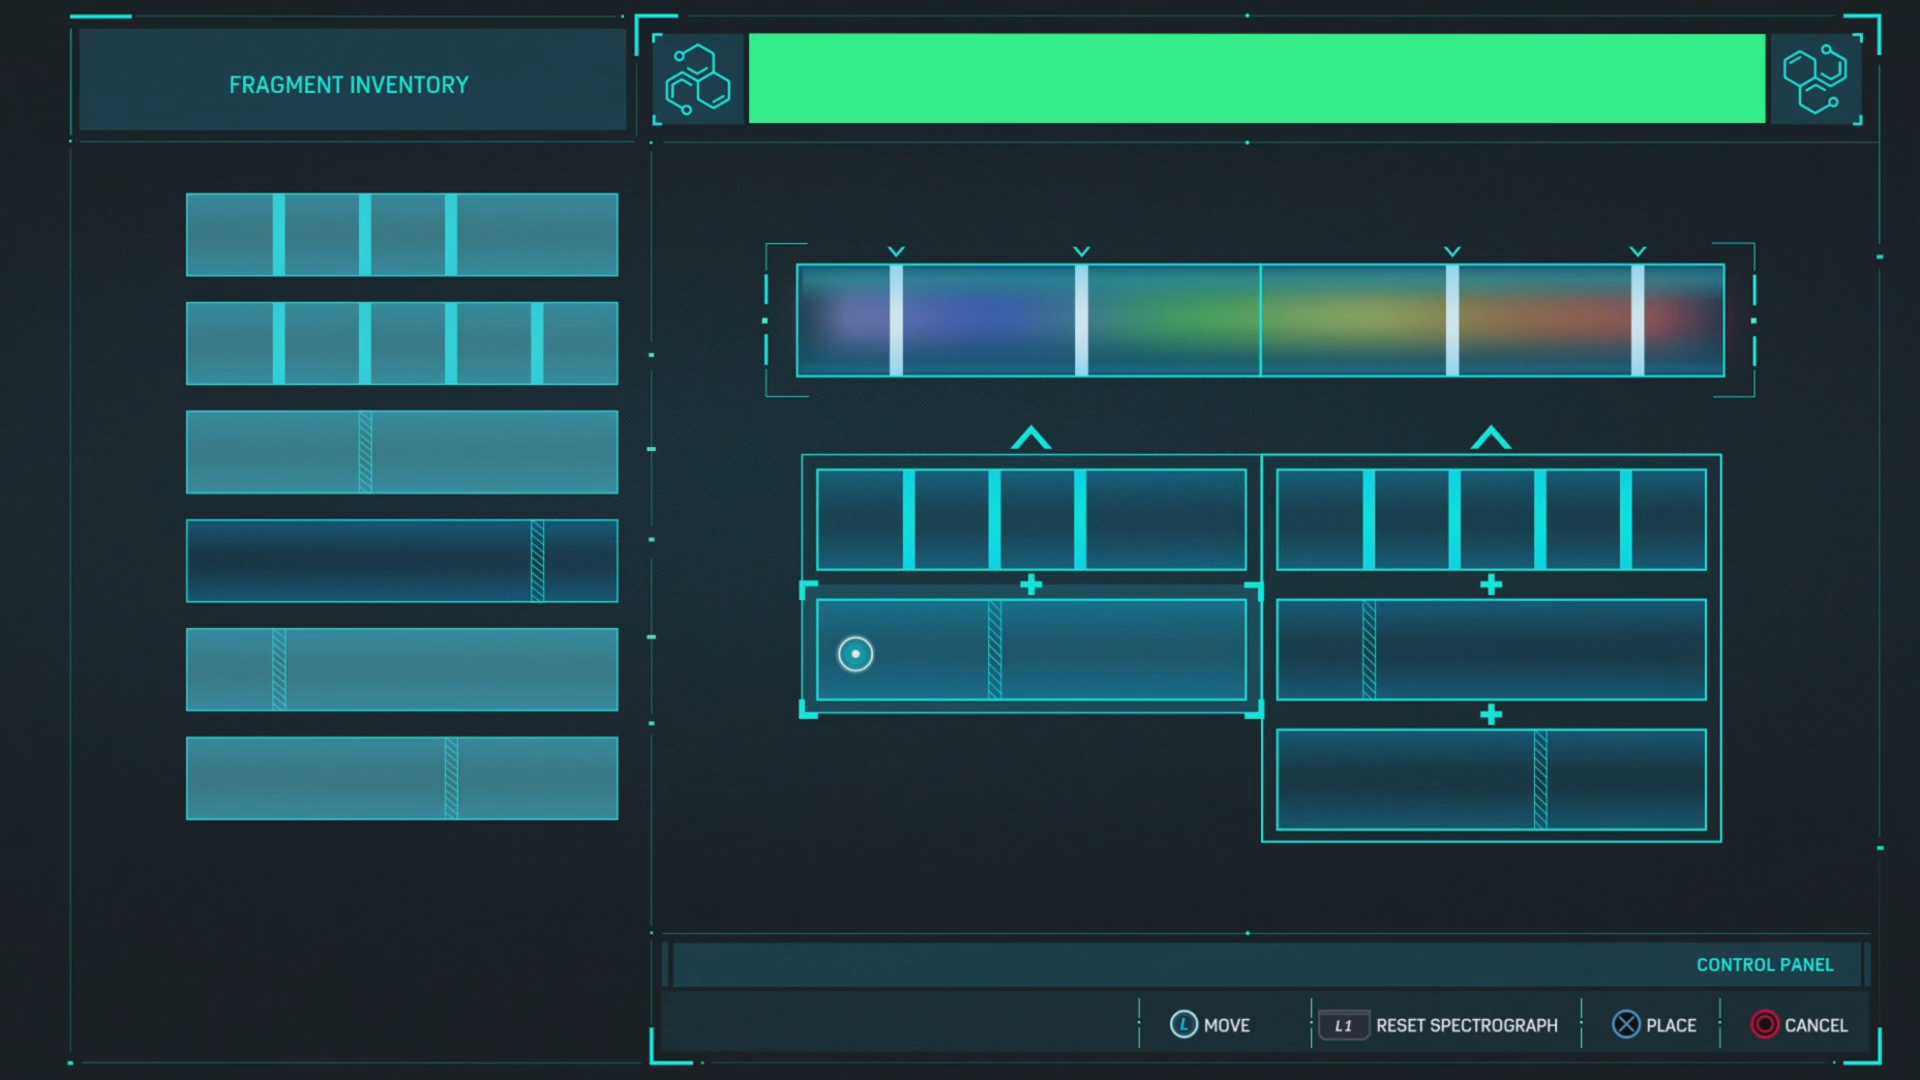 FRAGMENT INVENTORY
CONTROL PANEL
L MOVE
L1 RESET SPECTROGRAPH
PLACE
CANCEL